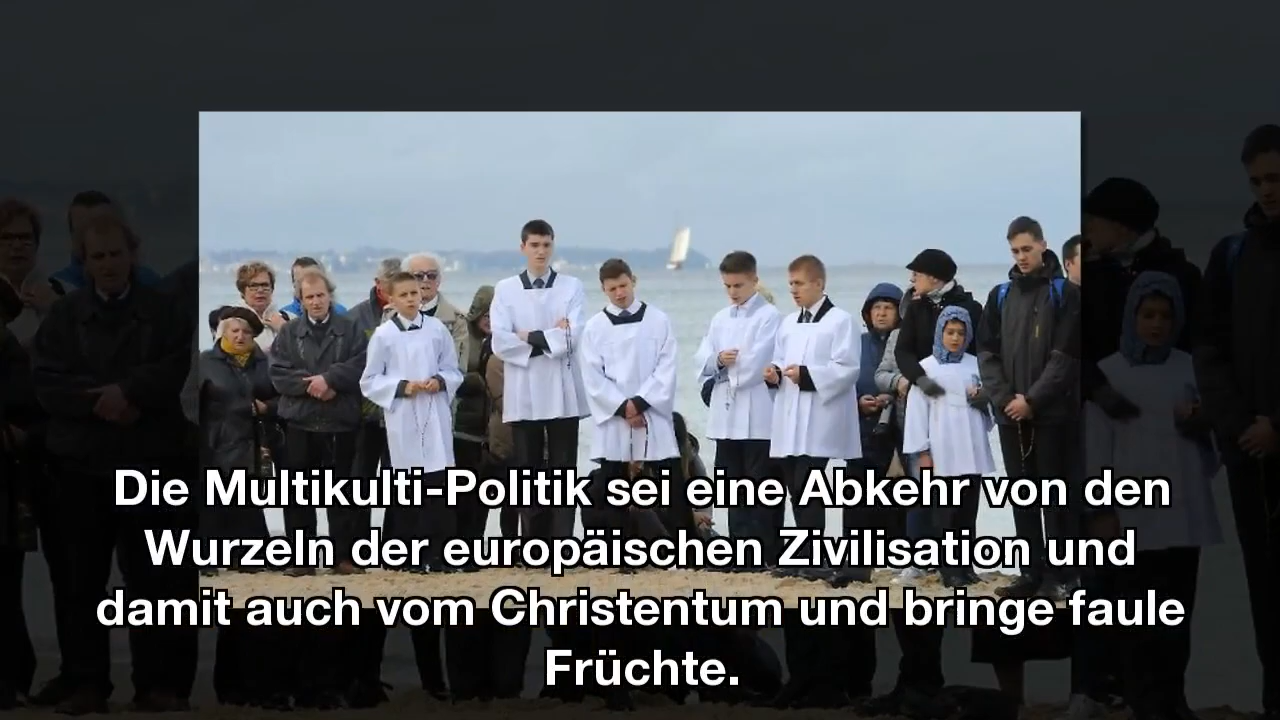 Die Multikulti-Politik sei eine Abkehr von den
Wurzeln der europäischen Zivilisation und
damit auch vom Christentum und bringe faule
Früchte.